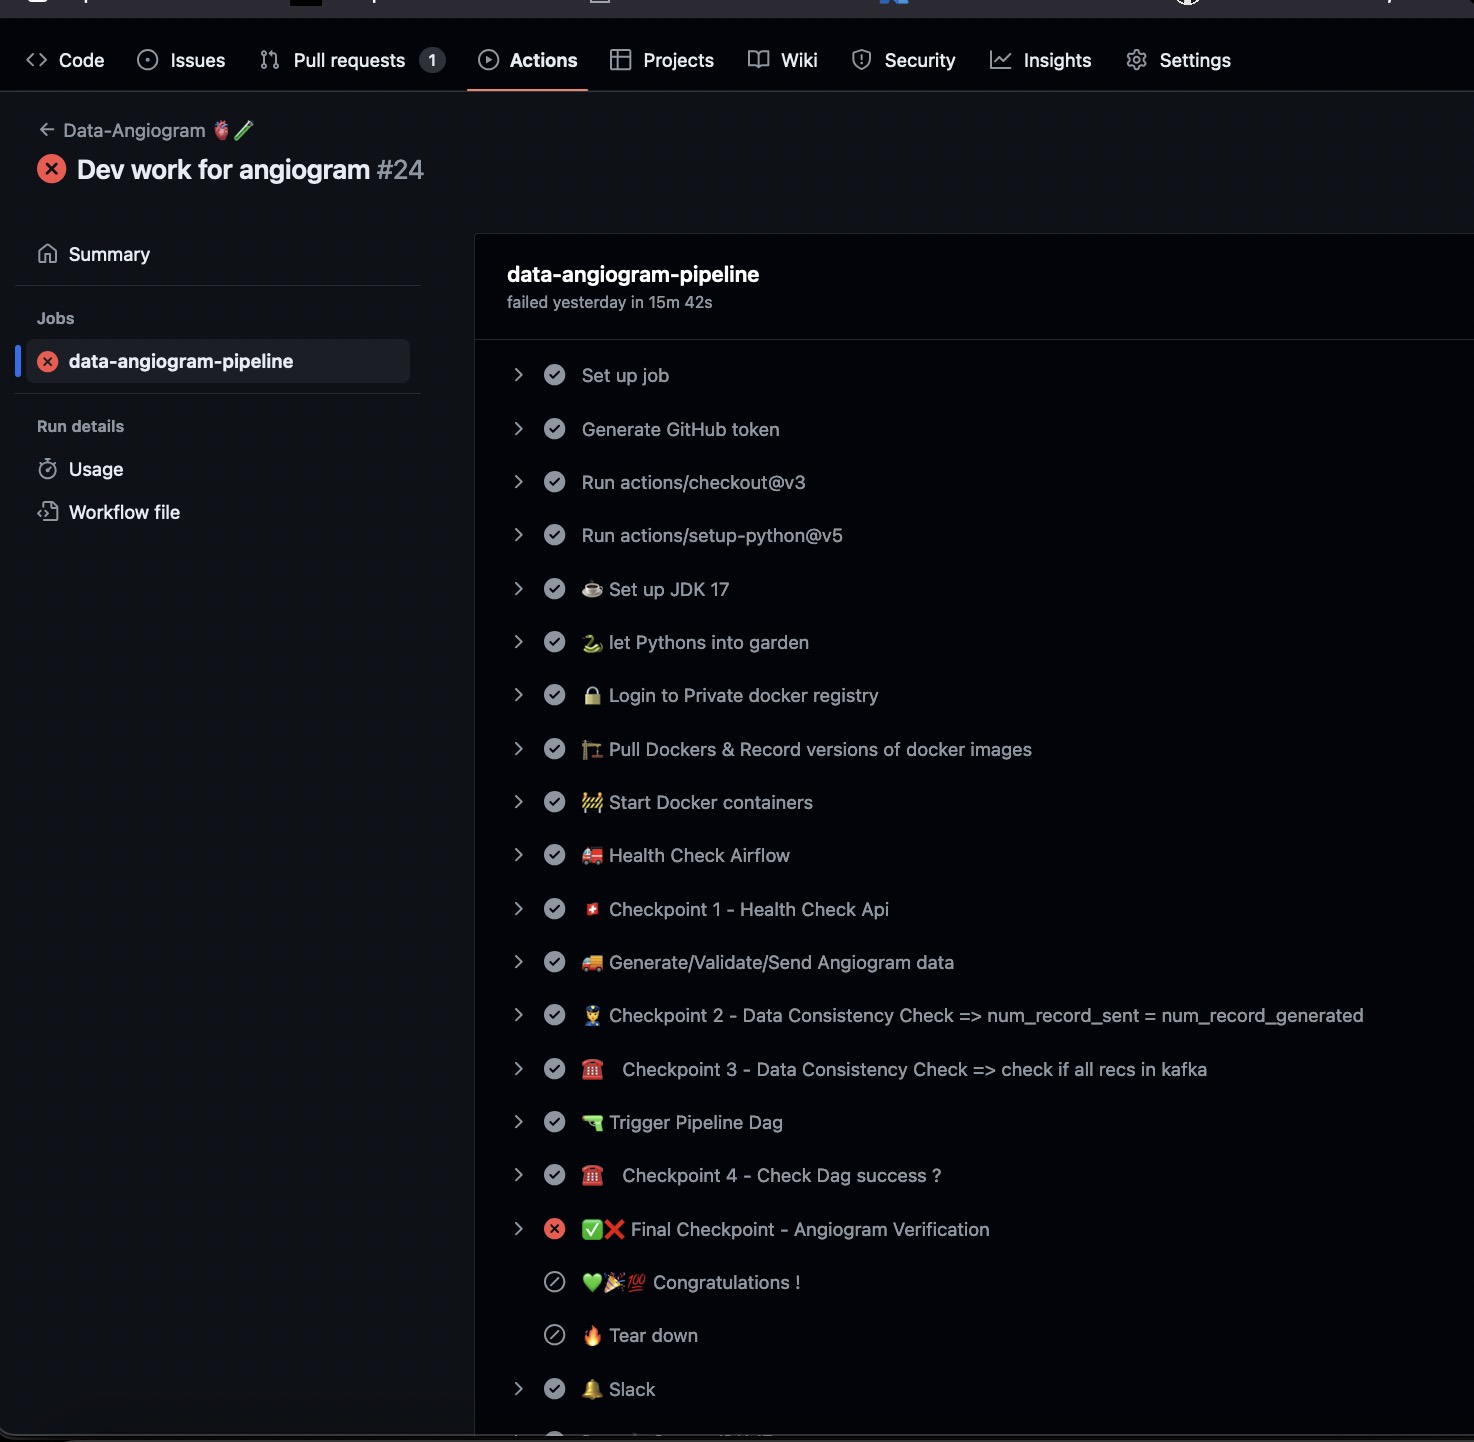 Code Issues Pull requests 1 Actions Projects Wiki Security Insights Settings
Data-Angiogram
Dev work for angiogram #24
Summary
Jobs
data-angiogram-pipeline
Run details
Usage
Workflow file
data-angiogram-pipeline
failed yesterday in 15m 42s
Set up job
Generate GitHub token
Run actions/checkout@v3
Run actions/setup-python@v5
☕ Set up JDK 17
🐍 let Pythons into garden
🔒 Login to Private docker registry
🏗 Pull Dockers & Record versions of docker images
🚧 Start Docker containers
🚒 Health Check Airflow
🇨🇭 Checkpoint 1 - Health Check Api
🚚 Generate/Validate/Send Angiogram data
👮 Checkpoint 2 - Data Consistency Check => num_record_sent = num_record_generated
☎️ Checkpoint 3 - Data Consistency Check => check if all recs in kafka
🔫 Trigger Pipeline Dag
☎️ Checkpoint 4 - Check Dag success ?
✅❌ Final Checkpoint - Angiogram Verification
💚🎉💯 Congratulations !
🔥 Tear down
🔔 Slack